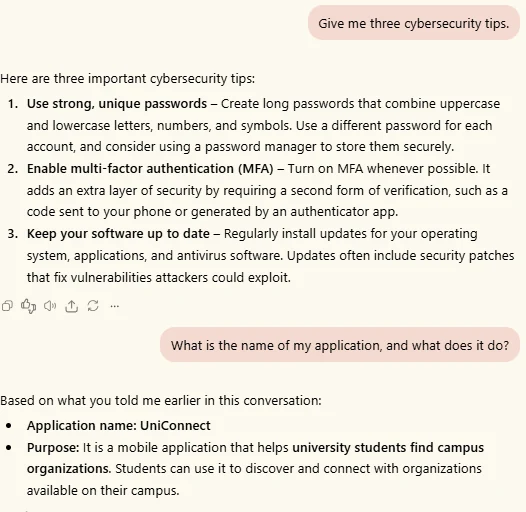 Give me three cybersecurity tips.
Here are three important cybersecurity tips:
1. Use strong, unique passwords – Create long passwords that combine uppercase
and lowercase letters, numbers, and symbols. Use a different password for each
account, and consider using a password manager to store them securely.
2. Enable multi-factor authentication (MFA) – Turn on MFA whenever possible. It
adds an extra layer of security by requiring a second form of verification, such as a
code sent to your phone or generated by an authenticator app.
3. Keep your software up to date – Regularly install updates for your operating
system, applications, and antivirus software. Updates often include security patches
that fix vulnerabilities attackers could exploit.
What is the name of my application, and what does it do?
Based on what you told me earlier in this conversation:
• Application name: UniConnect
• Purpose: It is a mobile application that helps university students find campus
organizations. Students can use it to discover and connect with organizations
available on their campus.